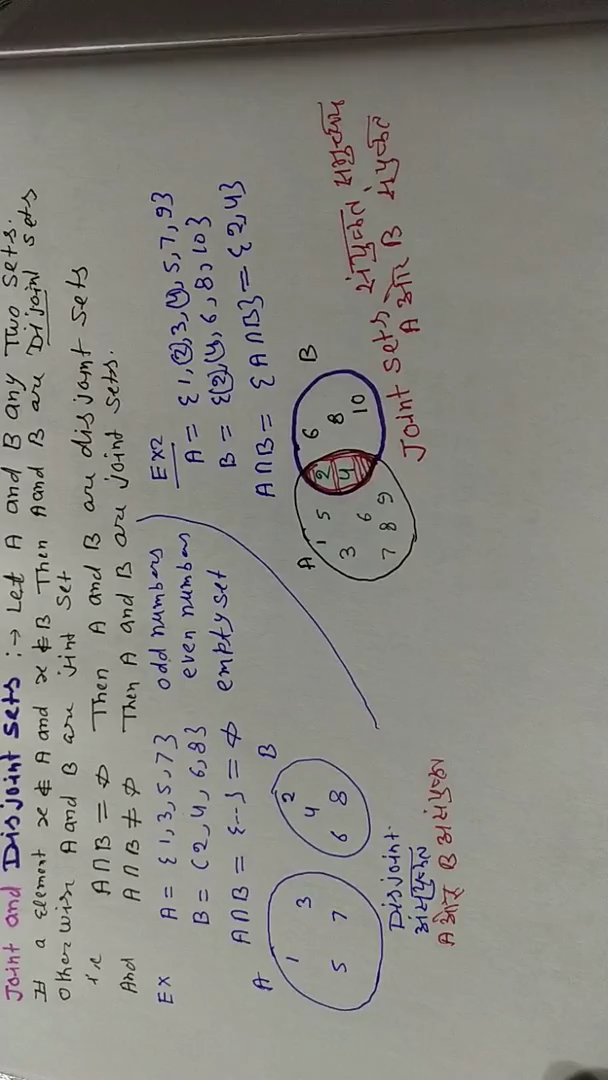 Joint and Disjoint sets :→ Let A and B any Two sets.
If a element x ∉ A and x ∉ B Then A and B are Disjoint sets
otherwise A and B are jint set
i.e A∩B = ϕ Then A and B are disjoint sets
And A∩B ≠ ϕ Then A and B are joint sets.
EX A = {1,3,5,7} odd numbers
B = (2,4,6,8} even numbers
A∩B = {--} = ϕ empty set
A B
1 3 5 7
2 4 6 8
Disjoint.
असंयुक्त
A और B असंयुक्त
EX2
A = {1,2,3,4,5,7,9}
B = {2,4,6,8,10}
A∩B = {A∩B} = {2,4}
A B
1 5 3 6 7 8 9
2 4
6 8 10
Joint sets संयुक्त समुच्चय
A और B संयुक्त